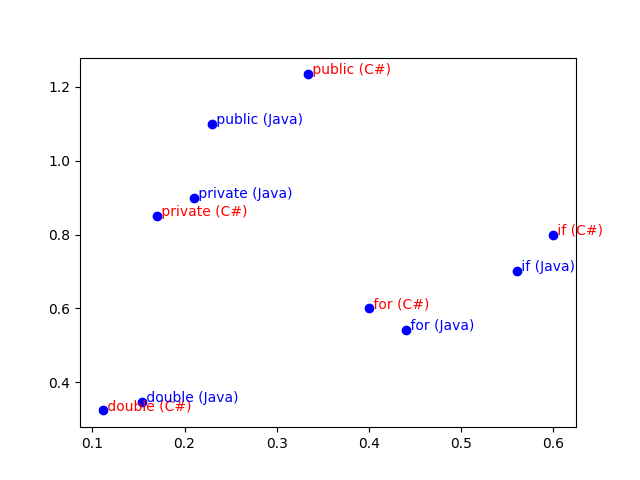 public (C#)
1.2
public (Java)
1.0
private (Java)
private (C#)
0.8
if (C#)
if (Java)
0.6
for (C#)
for (Java)
0.4
double (Java)
double (C#)
0.1 0.2 0.3 0.4 0.5 0.6